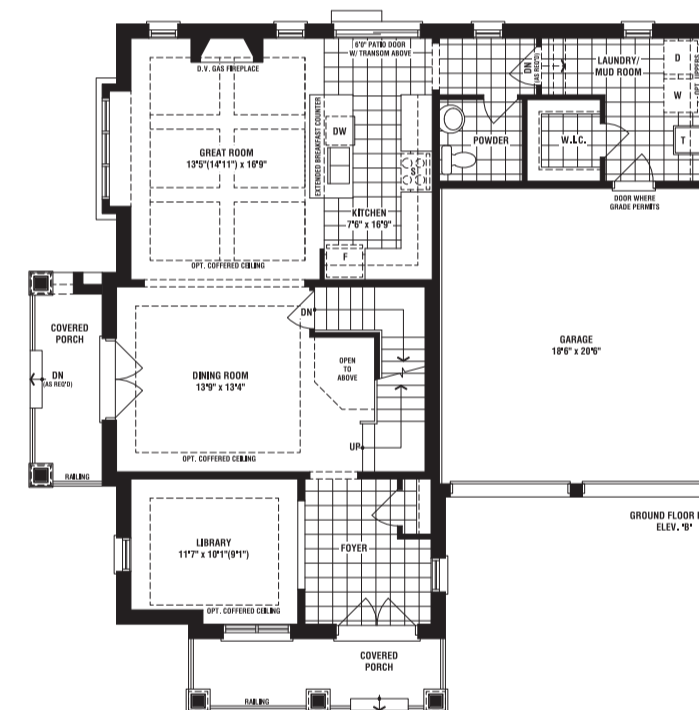 6'0" PATIO DOOR
W/ TRANSOM ABOVE
D.V. GAS FIREPLACE
DN
(AS REQ'D)
LAUNDRY/
MUD ROOM
D
W
OPT. UPPERS
T
EXTENDED BREAKFAST COUNTER
DW
S
POWDER
W.I.C.
GREAT ROOM
13'5"(14'11") x 16'9"
DOOR WHERE
GRADE PERMITS
KITCHEN
7'6" x 16'9"
F
OPT. COFFERED CEILING
COVERED
PORCH
DN
(AS REQ'D)
RAILING
DN
OPEN
TO
ABOVE
DINING ROOM
13'9" x 13'4"
UP
OPT. COFFERED CEILING
GARAGE
18'6" x 20'6"
GROUND FLOOR
ELEV. 'B'
LIBRARY
11'7" x 10'1"(9'1")
FOYER
OPT. COFFERED CEILING
COVERED
PORCH
RAILING